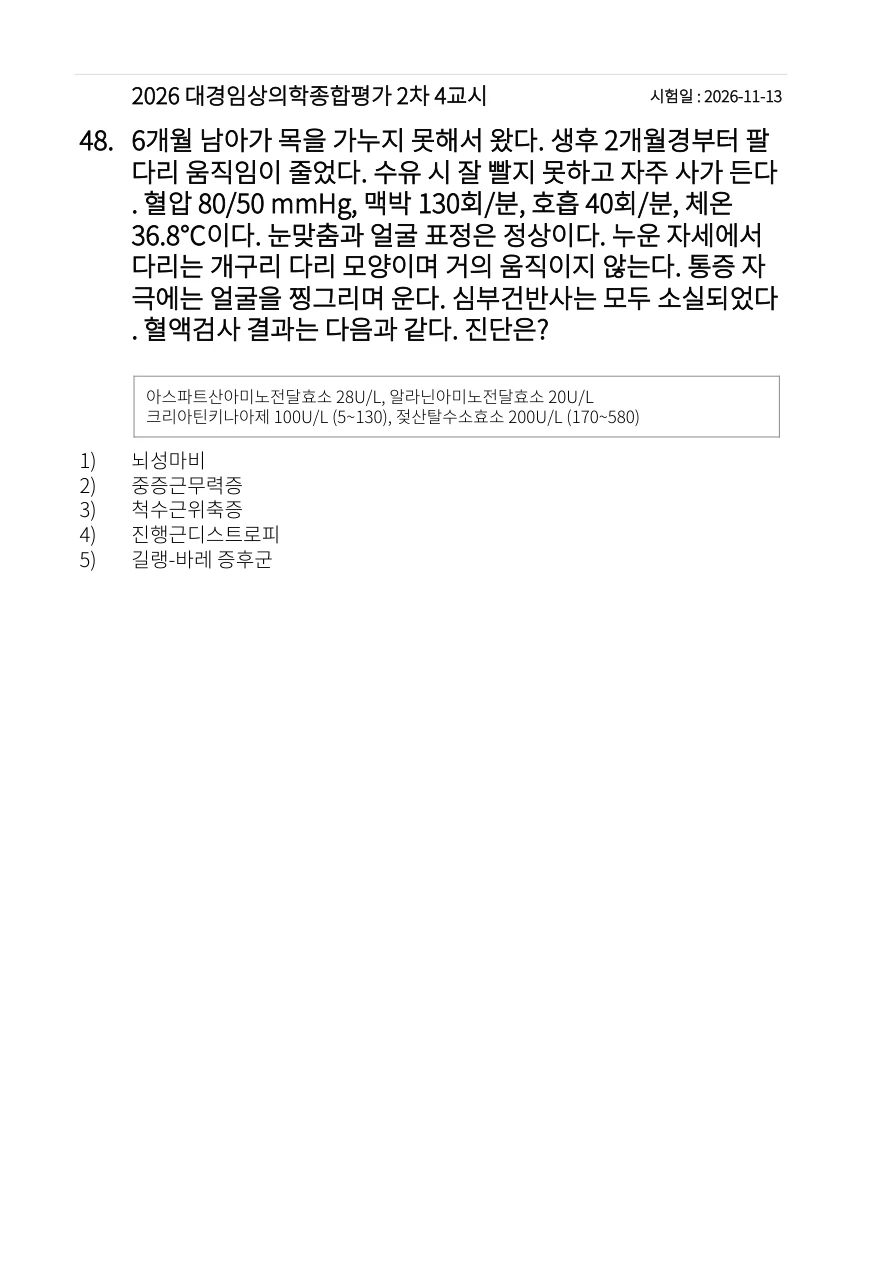 2026 대경임상의학종합평가 2차 4교시
시험일 : 2026-11-13
48. 6개월 남아가 목을 가누지 못해서 왔다. 생후 2개월경부터 팔
다리 움직임이 줄었다. 수유 시 잘 빨지 못하고 자주 사가 든다
. 혈압 80/50 mmHg, 맥박 130회/분, 호흡 40회/분, 체온
36.8℃이다. 눈맞춤과 얼굴 표정은 정상이다. 누운 자세에서
다리는 개구리 다리 모양이며 거의 움직이지 않는다. 통증 자
극에는 얼굴을 찡그리며 운다. 심부건반사는 모두 소실되었다
. 혈액검사 결과는 다음과 같다. 진단은?
아스파트산아미노전달효소 28U/L, 알라닌아미노전달효소 20U/L
크리아틴키나아제 100U/L (5~130), 젖산탈수소효소 200U/L (170~580)
1) 뇌성마비
2) 중증근무력증
3) 척수근위축증
4) 진행근디스트로피
5) 길랭-바레 증후군